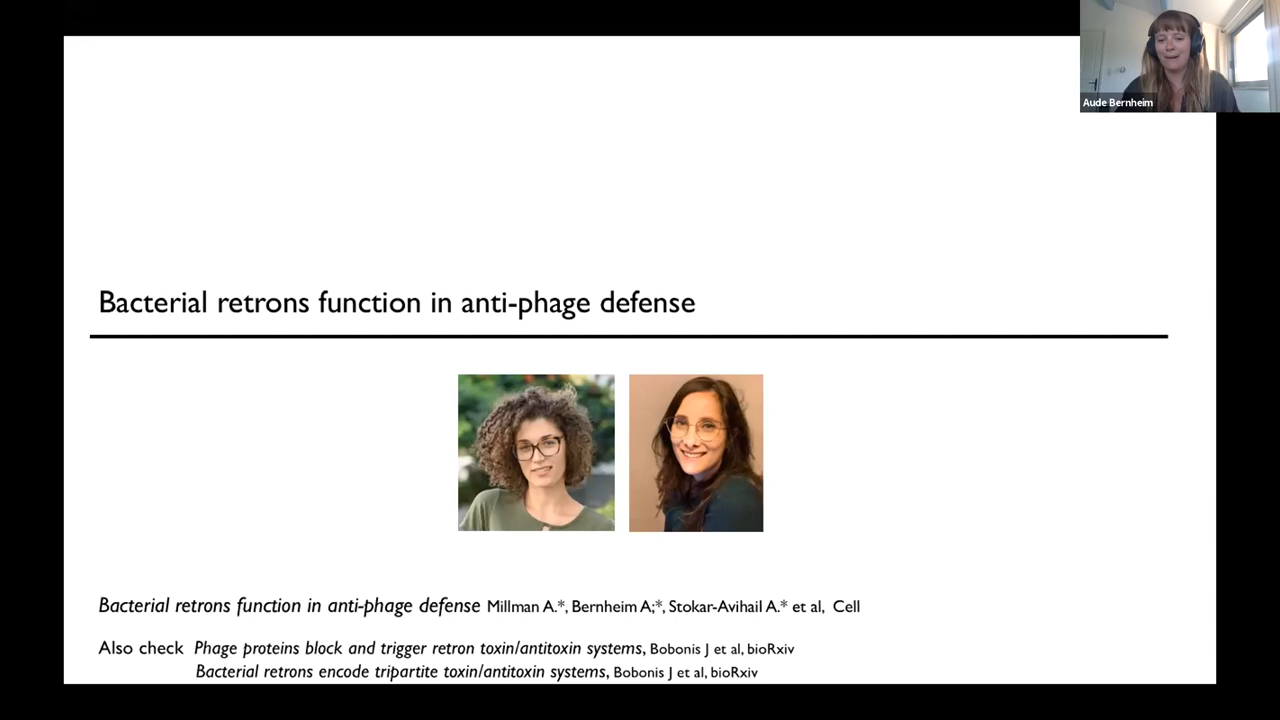 Aude Bernheim
Bacterial retrons function in anti-phage defense
Bacterial retrons function in anti-phage defense Millman A.*, Bernheim A;*, Stokar-Avihail A.* et al, Cell
Also check Phage proteins block and trigger retron toxin/antitoxin systems, Bobonis J et al, bioRxiv
Bacterial retrons encode tripartite toxin/antitoxin systems, Bobonis J et al, bioRxiv